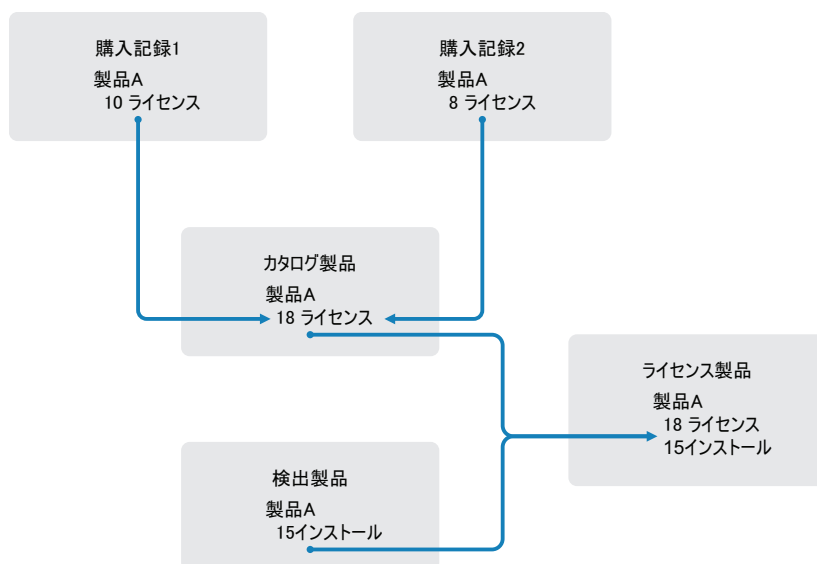 購入記録1
製品A
10 ライセンス
購入記録2
製品A
8 ライセンス
カタログ製品
製品A
18 ライセンス
ライセンス製品
製品A
18 ライセンス
15インストール
検出製品
製品A
15インストール